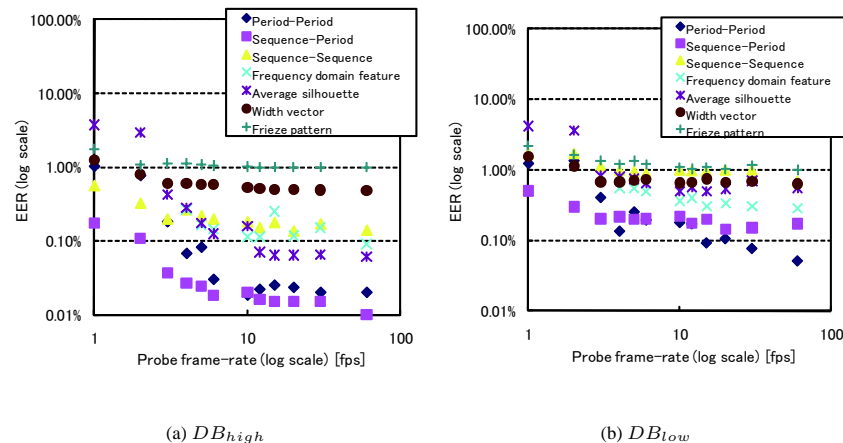 100.00%
10.00%
1.00%
0.10%
0.01%
EER (log scale)
1
10
100
Probe frame-rate (log scale) [fps]
Period-Period
Sequence-Period
Sequence-Sequence
Frequency domain feature
Average silhouette
Width vector
Frieze pattern
(a) DBhigh
100.00%
10.00%
1.00%
0.10%
0.01%
EER (log scale)
1
10
100
Probe frame-rate (log scale) [fps]
Period-Period
Sequence-Period
Sequence-Sequence
Frequency domain feature
Average silhouette
Width vector
Frieze pattern
(b) DBlow